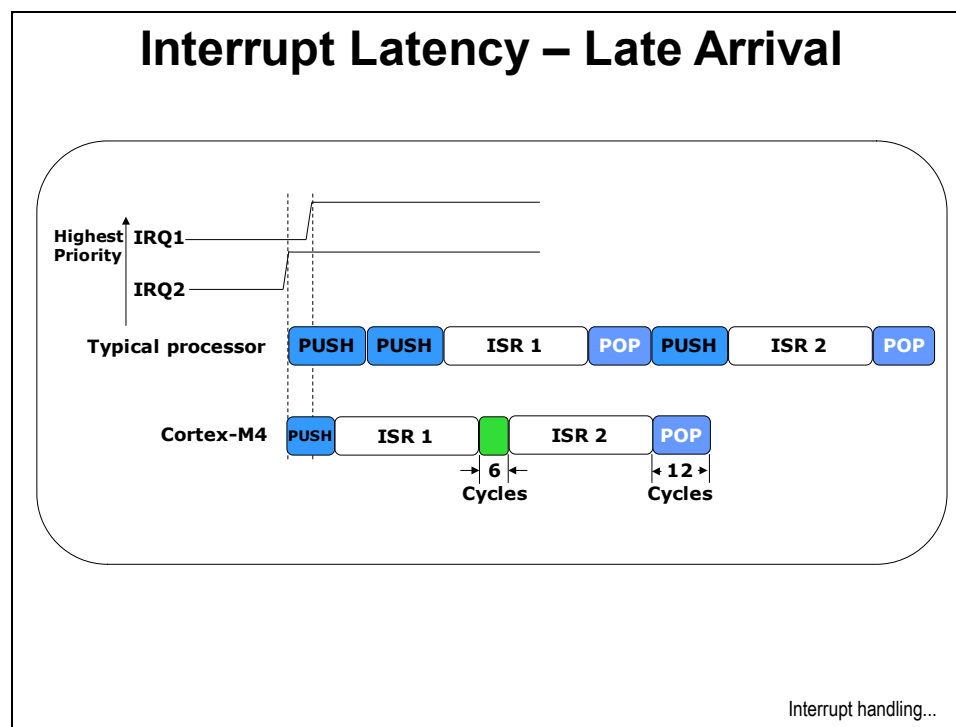 Interrupt Latency – Late Arrival
Highest
Priority
IRQ1
IRQ2
Typical processor
PUSH PUSH ISR 1 POP PUSH ISR 2 POP
Cortex-M4
PUSH ISR 1 ISR 2 POP
6
Cycles
12
Cycles
Interrupt handling...